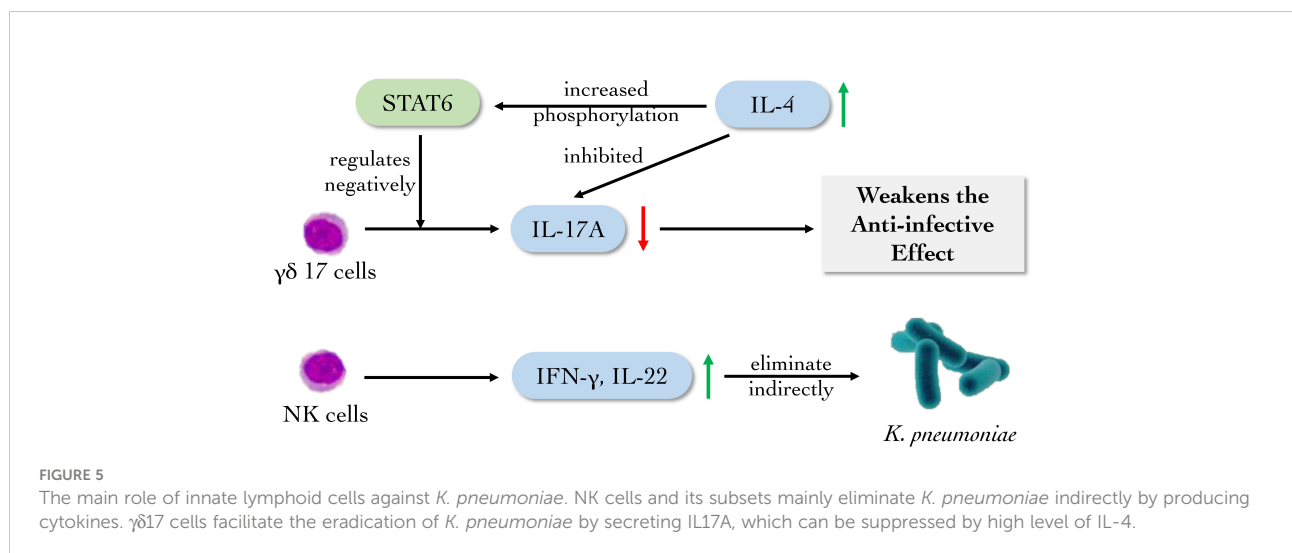 STAT6
increased
phosphorylation
IL-4
regulates
negatively
inhibited
γδ 17 cells
IL-17A
Weakens the
Anti-infective
Effect
NK cells
IFN-γ, IL-22
eliminate
indirectly
K. pneumoniae
FIGURE 5
The main role of innate lymphoid cells against K. pneumoniae. NK cells and its subsets mainly eliminate K. pneumoniae indirectly by producing
cytokines. γδ17 cells facilitate the eradication of K. pneumoniae by secreting IL17A, which can be suppressed by high level of IL-4.